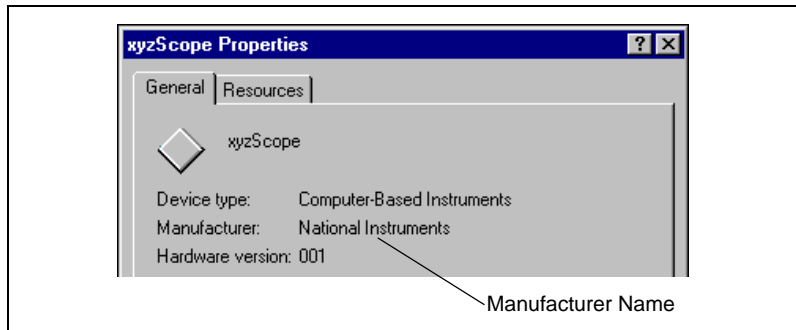 xyzScope Properties
General Resources
xyzScope
Device type: Computer-Based Instruments
Manufacturer: National Instruments
Hardware version: 001
Manufacturer Name